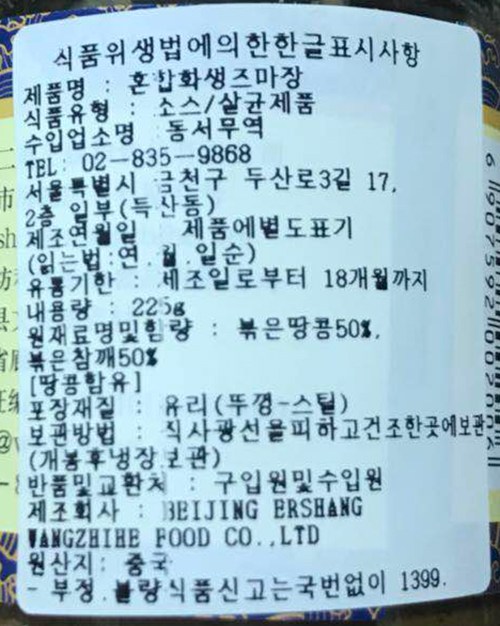 식품위생법에의한한글표시사항
제품명 : 혼합화생즈마장
식품유형 : 소스/살균제품
수입업소명 : 동서무역
TEL: 02-835-9868
서울특별시 금천구 두산로3길 17,
2층 일부(독산동)
제조연월일 : 제품에별도표기
(읽는법:연.월.일순)
유통기한 : 제조일로부터 18개월까지
내용량 : 225g
원재료명및함량 : 볶은땅콩50%,
볶은참깨50%
[땅콩함유]
포장재질 : 유리(뚜껑-스틸)
보관방법 : 직사광선을피하고건조한곳에보관
(개봉후냉장보관)
반품및교환처 : 구입원및수입원
제조회사 : BEIJING ERSHANG
WANGZHIHE FOOD CO.,LTD
원산지: 중국
- 부정.불량식품신고는국번없이 1399.